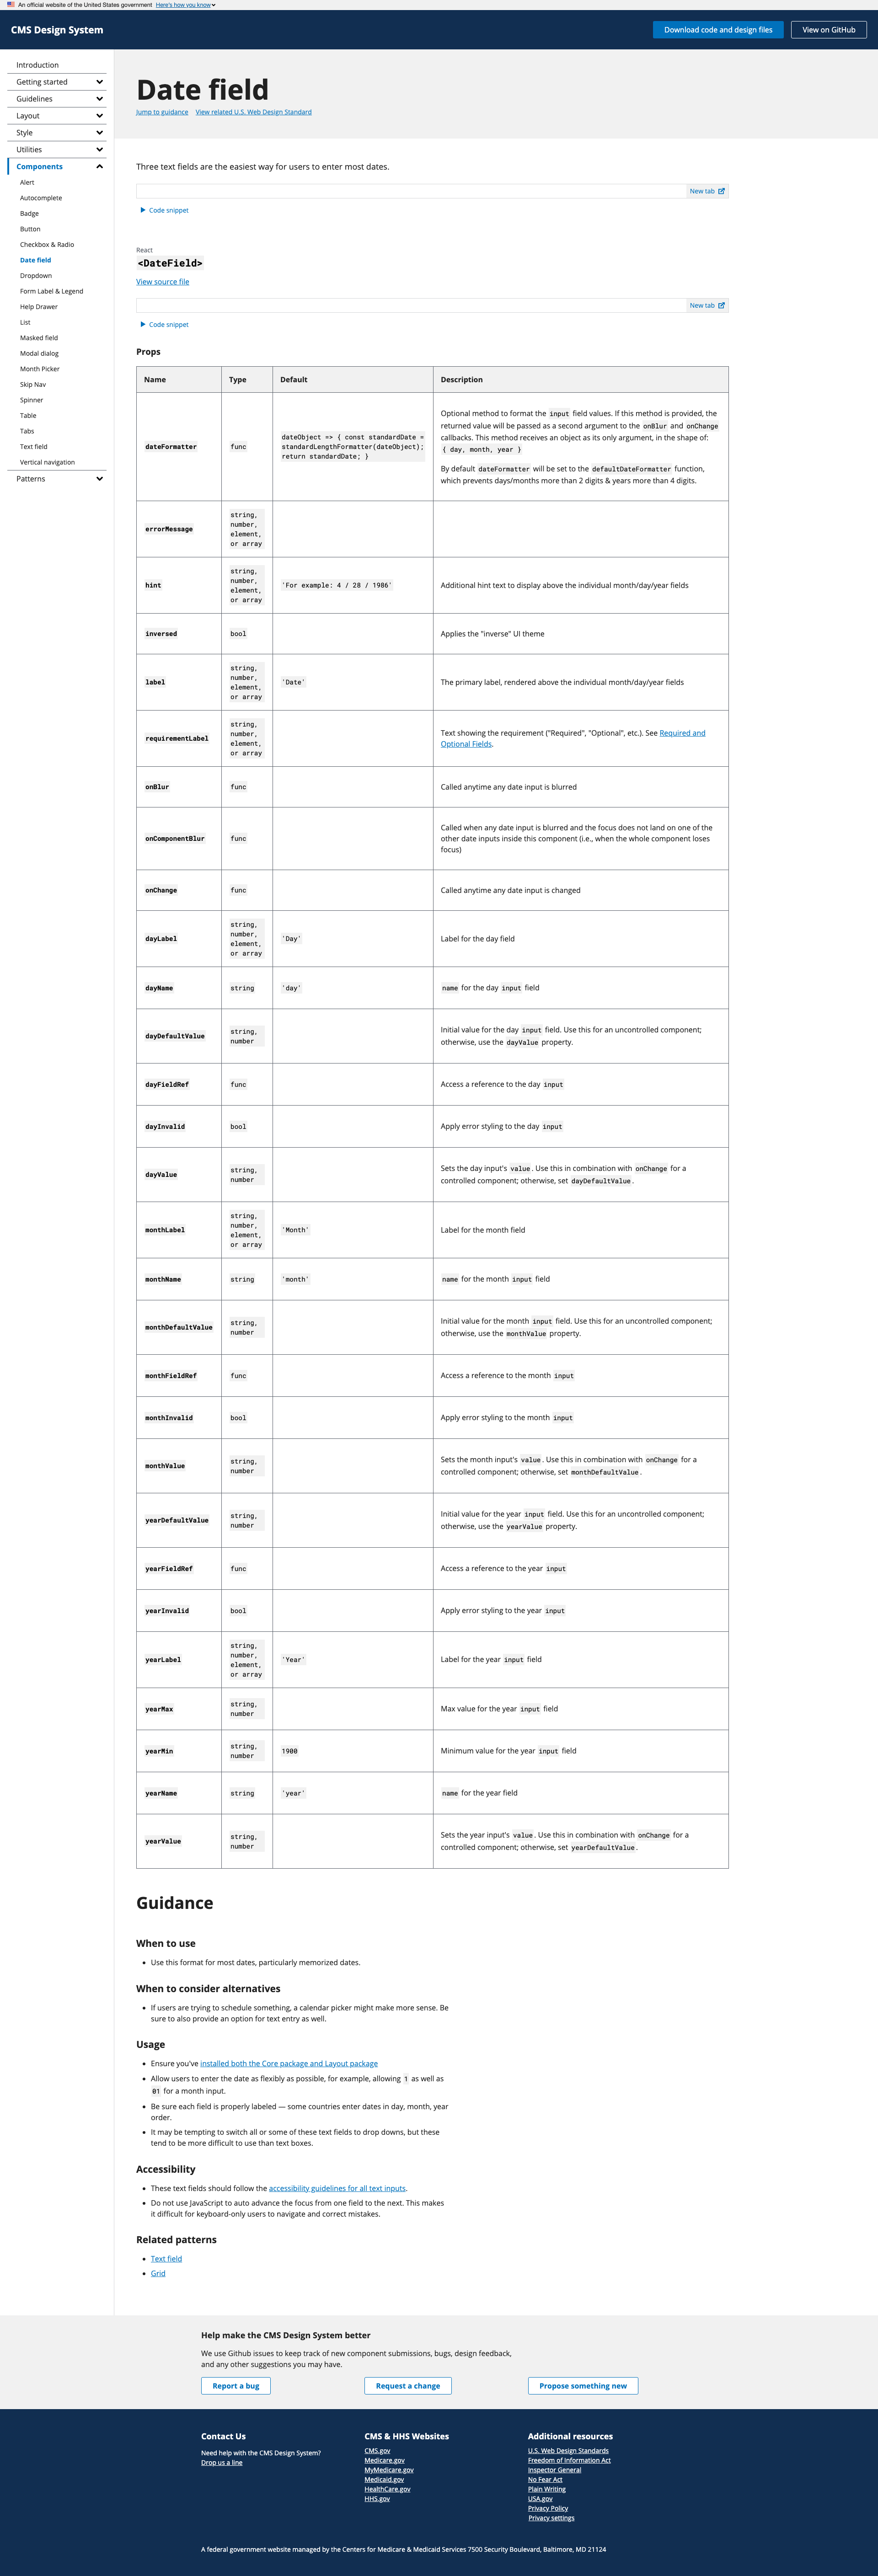 An official website of the United States government Here's how you know
CMS Design System
Download code and design files
View on GitHub
Introduction
Getting started
Guidelines
Layout
Style
Utilities
Components
Alert
Autocomplete
Badge
Button
Checkbox & Radio
Date field
Dropdown
Form Label & Legend
Help Drawer
List
Masked field
Modal dialog
Month Picker
Skip Nav
Spinner
Table
Tabs
Text field
Vertical navigation
Patterns
Date field
Jump to guidance View related U.S. Web Design Standard
Three text fields are the easiest way for users to enter most dates.
New tab
Code snippet
React
<DateField>
View source file
New tab
Code snippet
Props
Name Type Default Description
dateFormatter
func
dateObject => { const standardDate =
standardLengthFormatter(dateObject);
return standardDate; }
Optional method to format the input field values. If this method is provided, the
returned value will be passed as a second argument to the onBlur and onChange
callbacks. This method receives an object as its only argument, in the shape of:
{ day, month, year }
By default dateFormatter will be set to the defaultDateFormatter function,
which prevents days/months more than 2 digits & years more than 4 digits.
errorMessage
string,
number,
element,
or array
hint
string,
number,
element,
or array
'For example: 4 / 28 / 1986'
Additional hint text to display above the individual month/day/year fields
inversed
bool
Applies the "inverse" UI theme
label
string,
number,
element,
or array
'Date'
The primary label, rendered above the individual month/day/year fields
requirementLabel
string,
number,
element,
or array
Text showing the requirement ("Required", "Optional", etc.). See Required and
Optional Fields.
onBlur
func
Called anytime any date input is blurred
onComponentBlur
func
Called when any date input is blurred and the focus does not land on one of the
other date inputs inside this component (i.e., when the whole component loses
focus)
onChange
func
Called anytime any date input is changed
dayLabel
string,
number,
element,
or array
'Day'
Label for the day field
dayName
string
'day'
name for the day input field
dayDefaultValue
string,
number
Initial value for the day input field. Use this for an uncontrolled component;
otherwise, use the dayValue property.
dayFieldRef
func
Access a reference to the day input
dayInvalid
bool
Apply error styling to the day input
dayValue
string,
number
Sets the day input's value. Use this in combination with onChange for a
controlled component; otherwise, set dayDefaultValue.
monthLabel
string,
number,
element,
or array
'Month'
Label for the month field
monthName
string
'month'
name for the month input field
monthDefaultValue
string,
number
Initial value for the month input field. Use this for an uncontrolled component;
otherwise, use the monthValue property.
monthFieldRef
func
Access a reference to the month input
monthInvalid
bool
Apply error styling to the month input
monthValue
string,
number
Sets the month input's value. Use this in combination with onChange for a
controlled component; otherwise, set monthDefaultValue.
yearDefaultValue
string,
number
Initial value for the year input field. Use this for an uncontrolled component;
otherwise, use the yearValue property.
yearFieldRef
func
Access a reference to the year input
yearInvalid
bool
Apply error styling to the year input
yearLabel
string,
number,
element,
or array
'Year'
Label for the year input field
yearMax
string,
number
Max value for the year input field
yearMin
string,
number
1900
Minimum value for the year input field
yearName
string
'year'
name for the year field
yearValue
string,
number
Sets the year input's value. Use this in combination with onChange for a
controlled component; otherwise, set yearDefaultValue.
Guidance
When to use
• Use this format for most dates, particularly memorized dates.
When to consider alternatives
• If users are trying to schedule something, a calendar picker might make more sense. Be
sure to also provide an option for text entry as well.
Usage
• Ensure you've installed both the Core package and Layout package
• Allow users to enter the date as flexibly as possible, for example, allowing 1 as well as
01 for a month input.
• Be sure each field is properly labeled — some countries enter dates in day, month, year
order.
• It may be tempting to switch all or some of these text fields to drop downs, but these
tend to be more difficult to use than text boxes.
Accessibility
• These text fields should follow the accessibility guidelines for all text inputs.
• Do not use JavaScript to auto advance the focus from one field to the next. This makes
it difficult for keyboard-only users to navigate and correct mistakes.
Related patterns
• Text field
• Grid
Help make the CMS Design System better
We use Github issues to keep track of new component submissions, bugs, design feedback,
and any other suggestions you may have.
Report a bug
Request a change
Propose something new
Contact Us
Need help with the CMS Design System?
Drop us a line
CMS & HHS Websites
CMS.gov
Medicare.gov
MyMedicare.gov
Medicaid.gov
HealthCare.gov
HHS.gov
Additional resources
U.S. Web Design Standards
Freedom of Information Act
Inspector General
No Fear Act
Plain Writing
USA.gov
Privacy Policy
Privacy settings
A federal government website managed by the Centers for Medicare & Medicaid Services 7500 Security Boulevard, Baltimore, MD 21124